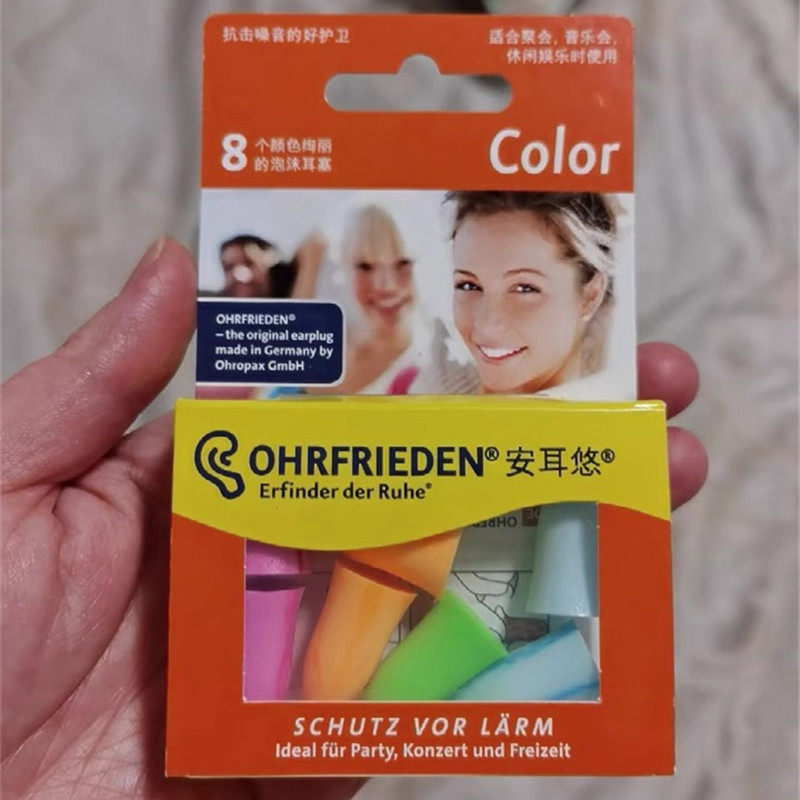 抗击噪音的好护卫
适合聚会，音乐会，
休闲娱乐时使用
8 个颜色绚丽
的泡沫耳塞
Color
OHRFRIEDEN®
– the original earplug
made in Germany by
Ohropax GmbH
OHRFRIEDEN® 安耳悠®
Erfinder der Ruhe®
SCHUTZ VOR LÄRM
Ideal für Party, Konzert und Freizeit